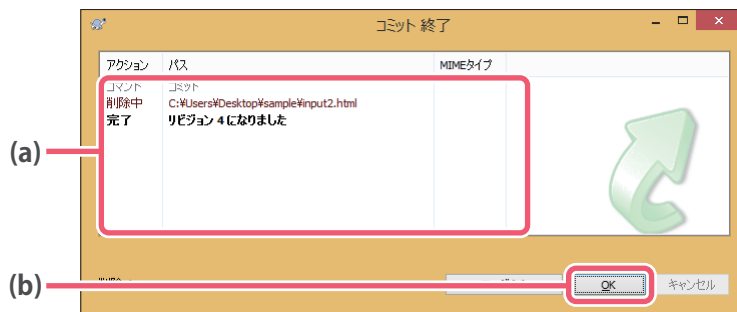 コミット 終了
アクション パス MIMEタイプ
コマンド コミット
削除中 C:¥Users¥Desktop¥sample¥input2.html
完了 リビジョン 4 になりました
(a)
(b)
OK キャンセル